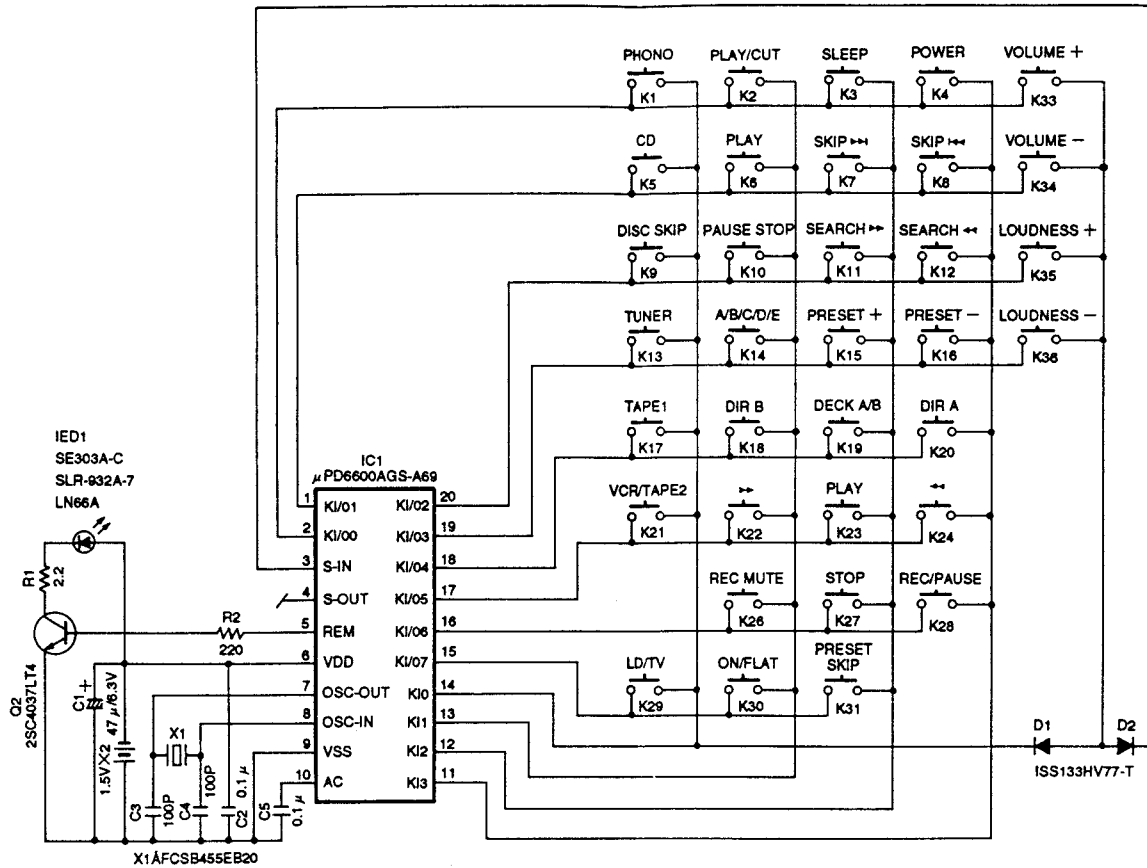 PHONO PLAY/CUT SLEEP POWER VOLUME +
K1 K2 K3 K4 K33
CD PLAY SKIP ▸▸| SKIP |◂◂ VOLUME −
K5 K6 K7 K8 K34
DISC SKIP PAUSE STOP SEARCH ▸▸ SEARCH ◂◂ LOUDNESS +
K9 K10 K11 K12 K35
TUNER A/B/C/D/E PRESET + PRESET − LOUDNESS −
K13 K14 K15 K16 K36
TAPE1 DIR B DECK A/B DIR A
K17 K18 K19 K20
VCR/TAPE2 ▸▸ PLAY ◂◂
K21 K22 K23 K24
REC MUTE STOP REC/PAUSE
K26 K27 K28
LD/TV ON/FLAT PRESET SKIP
K29 K30 K31
IED1
SE303A-C
SLR-932A-7
LN66A
IC1
μPD6600AGS-A69
1 KI/01 KI/02 20
2 KI/00 KI/03 19
3 S-IN KI/04 18
4 S-OUT KI/05 17
5 REM KI/06 16
6 VDD KI/07 15
7 OSC-OUT KI0 14
8 OSC-IN KI1 13
9 VSS KI2 12
10 AC KI3 11
R1
2.2
R2
220
Q2
2SC4037LT4
C1 +
47μ/6.3V
1.5V X2
X1
C3
100P
C4
100P
C2
0.1μ
C5
0.1μ
D1 D2
ISS133HV77-T
X1ÅFCSB455EB20